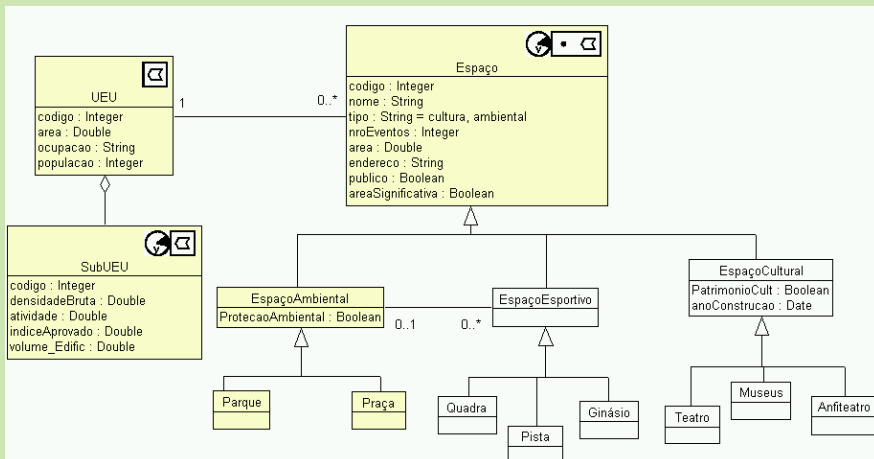 UEU
codigo : Integer
area : Double
ocupacao : String
populacao : Integer
1
0..*
Espaço
codigo : Integer
nome : String
tipo : String = cultura, ambiental
nroEventos : Integer
area : Double
endereco : String
publico : Boolean
areaSignificativa : Boolean
SubUEU
codigo : Integer
densidadeBruta : Double
atividade : Double
indiceAprovado : Double
volume_Edific : Double
EspaçoAmbiental
ProtecaoAmbiental : Boolean
0..1
0..*
EspaçoEsportivo
EspaçoCultural
PatrimonioCult : Boolean
anoConstrucao : Date
Parque
Praça
Quadra
Pista
Ginásio
Teatro
Museus
Anfiteatro